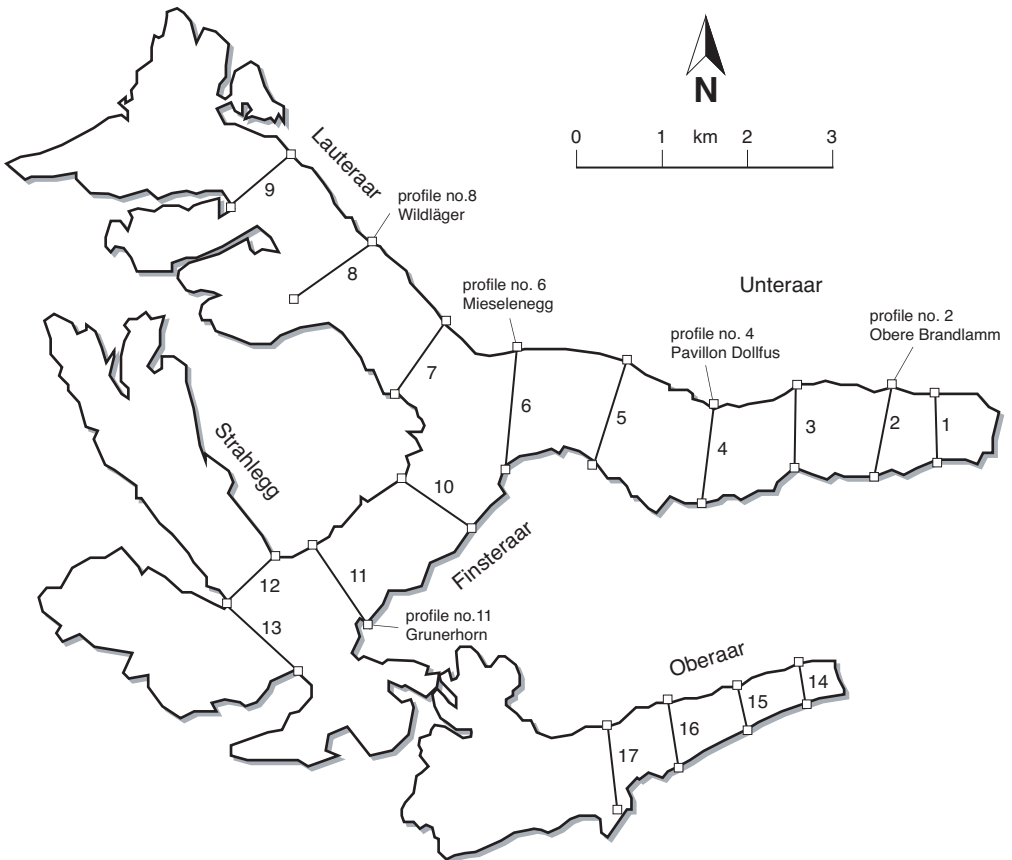 N
0 1 km 2 3
Lauteraar
9
profile no.8
Wildläger
8
profile no. 6
Mieselenegg
Unteraar
profile no. 2
Obere Brandlamm
profile no. 4
Pavillon Dollfus
7
6
5
4
3
2
1
Strahlegg
10
Finsteraar
11
12
13
profile no.11
Grunerhorn
Oberaar
14
15
16
17